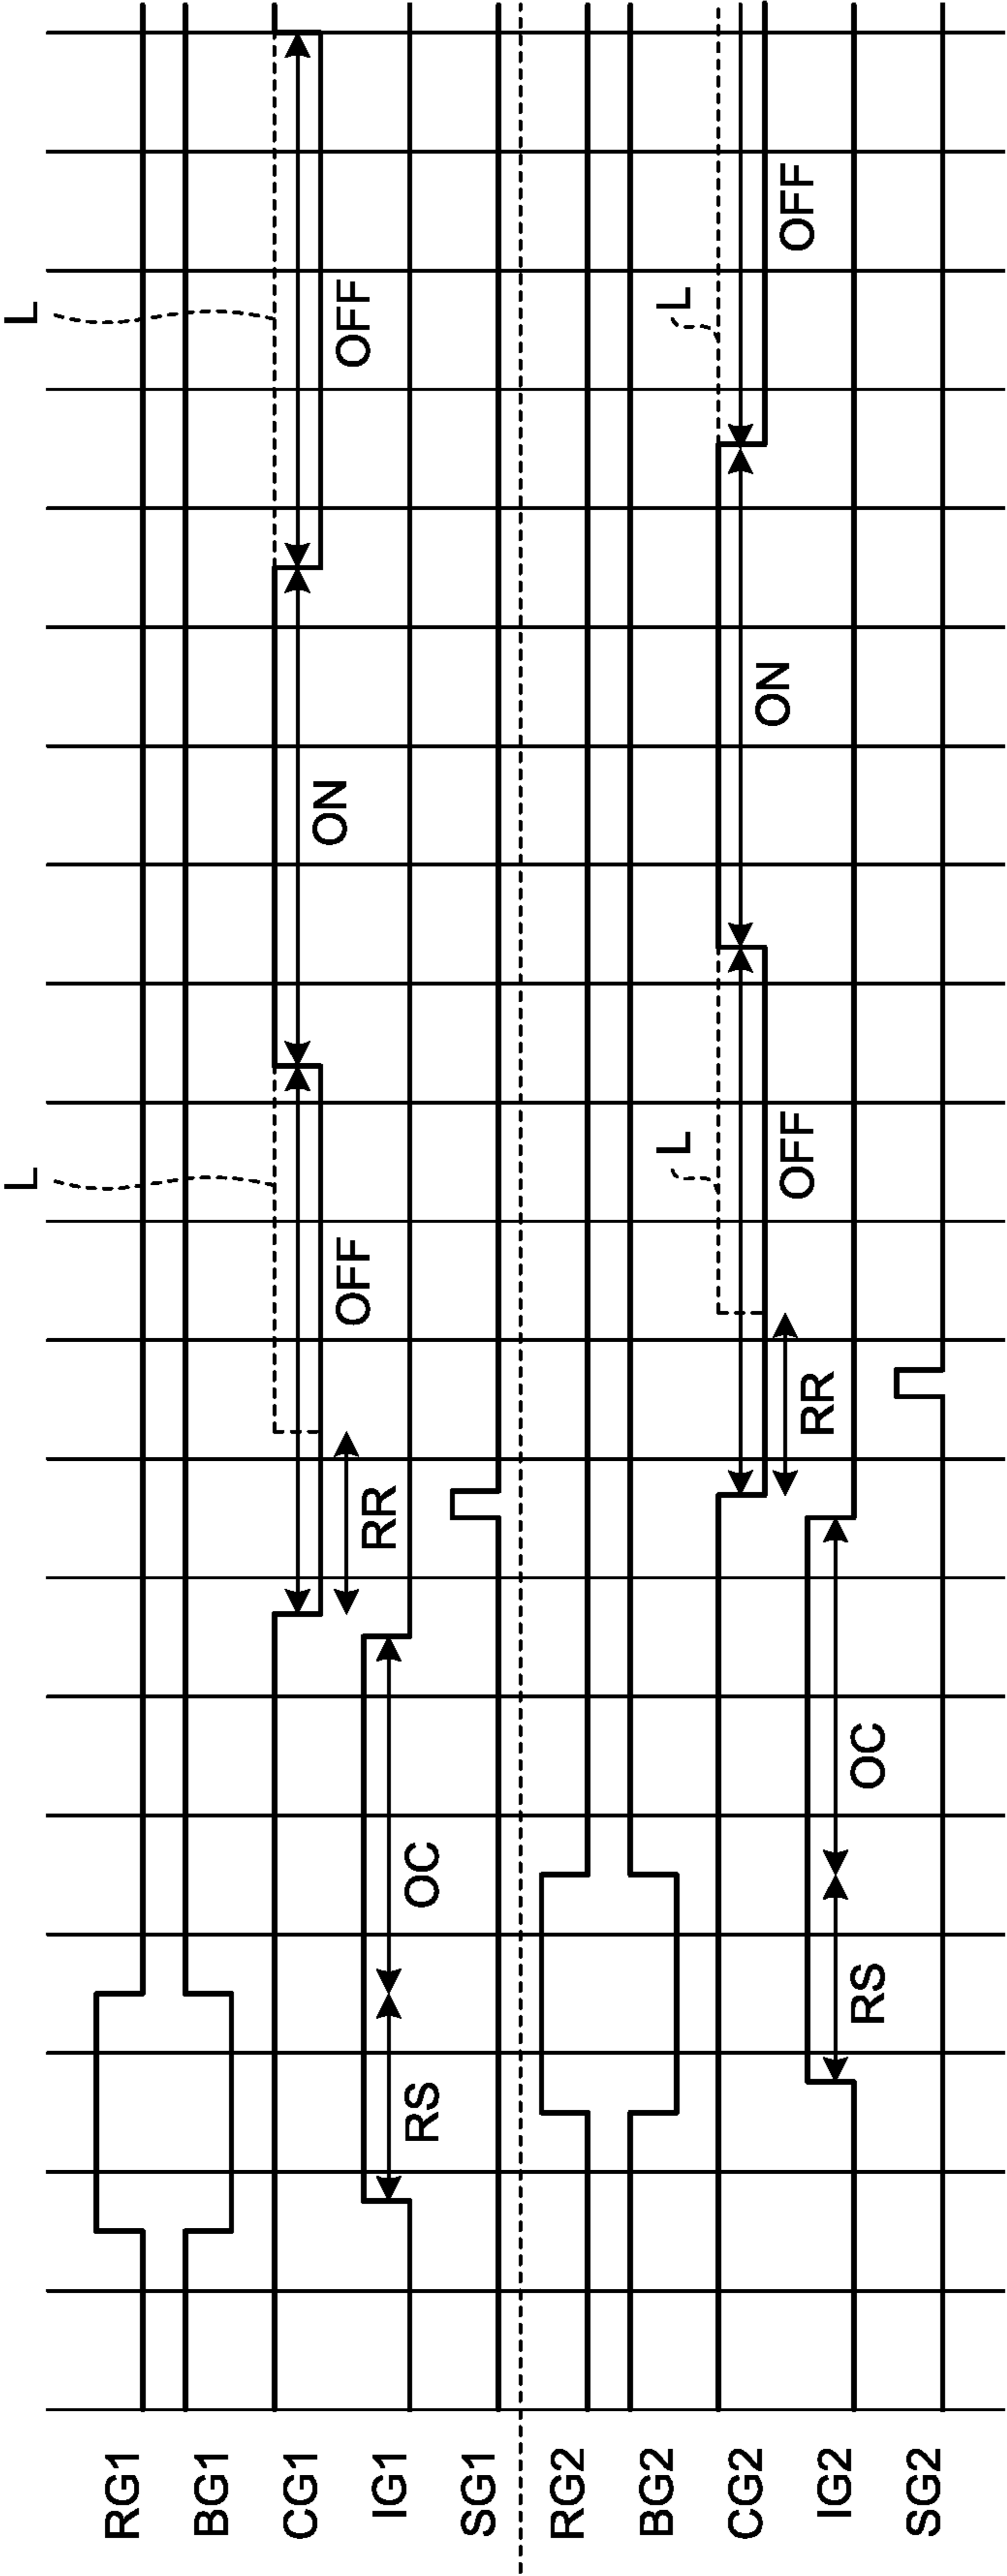 L
L
RG1
BG1
CG1
OFF
ON
OFF
RR
IG1
RS
OC
SG1
RG2
BG2
L
L
CG2
OFF
ON
OFF
RR
IG2
RS
OC
SG2